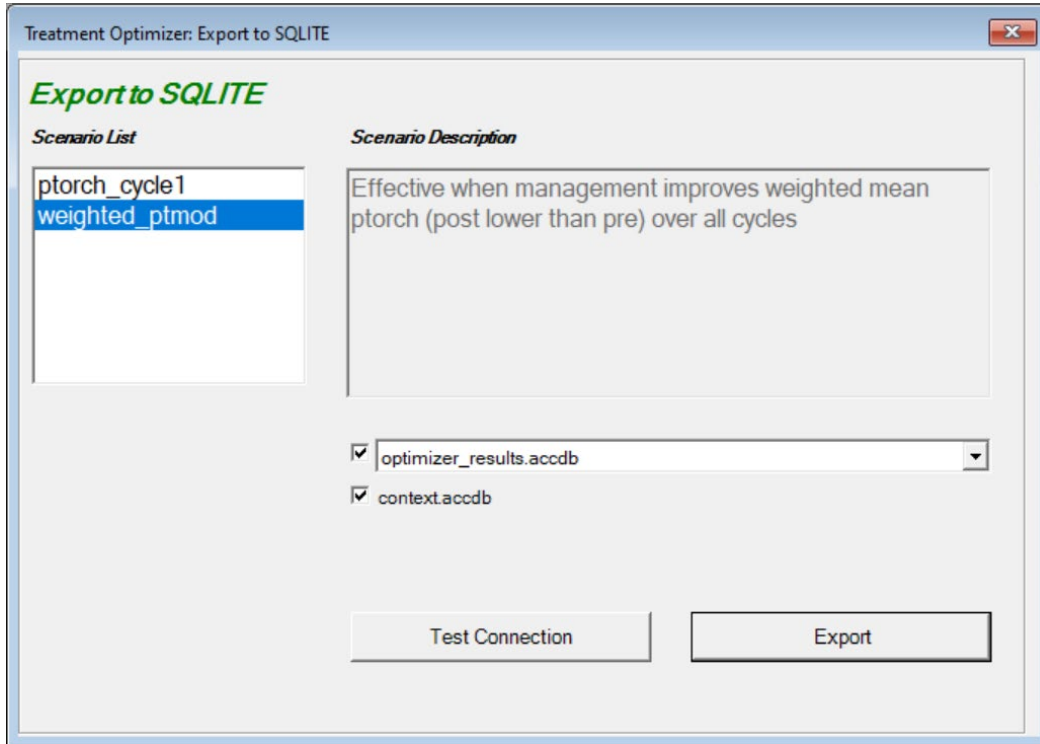 Treatment Optimizer: Export to SQLITE
Export to SQLITE
Scenario List
Scenario Description
ptorch_cycle1
weighted_ptmod
Effective when management improves weighted mean
ptorch (post lower than pre) over all cycles
optimizer_results.accdb
context.accdb
Test Connection
Export